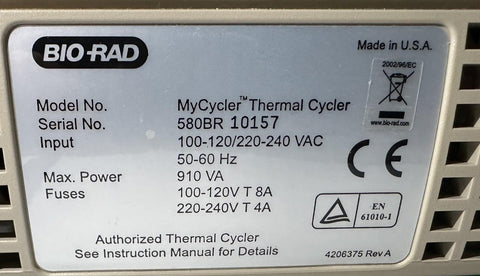 BIO-RAD
Made in U.S.A.
2002/96/EC
www.bio-rad.com
Model No. MyCycler™ Thermal Cycler
Serial No. 580BR 10157
Input 100-120/220-240 VAC
50-60 Hz
Max. Power 910 VA
Fuses 100-120V T 8A
220-240V T 4A
CE
EN
61010-1
Authorized Thermal Cycler
See Instruction Manual for Details
4206375 Rev A